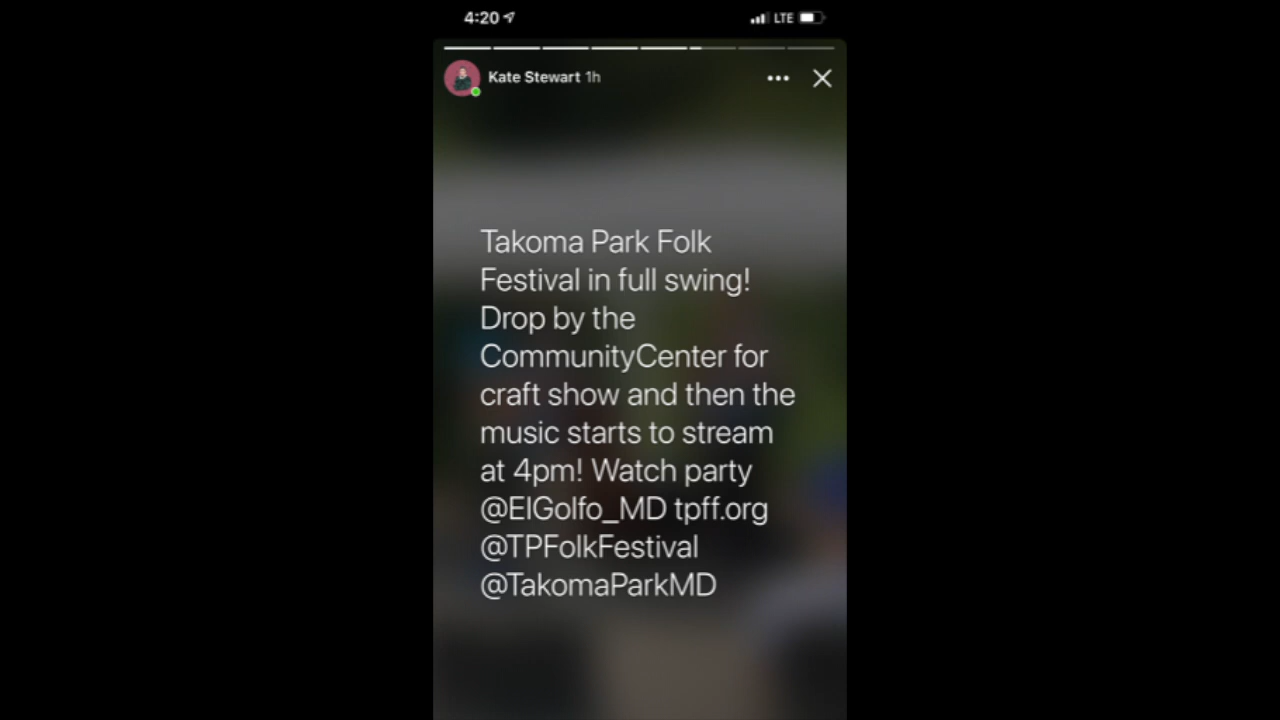 4:20 LTE
Kate Stewart 1h
Takoma Park Folk
Festival in full swing!
Drop by the
CommunityCenter for
craft show and then the
music starts to stream
at 4pm! Watch party
@ElGolfo_MD tpff.org
@TPFolkFestival
@TakomaParkMD